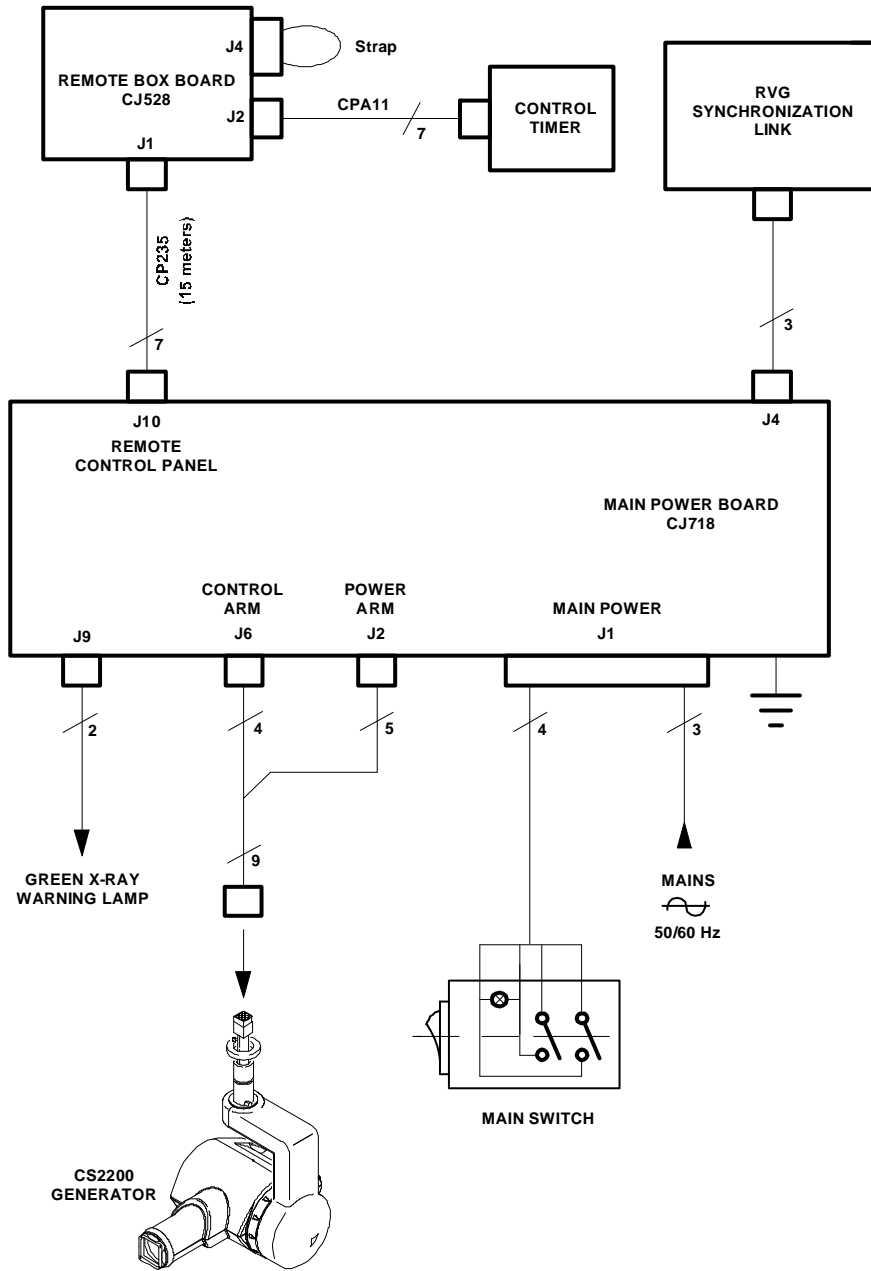 J4
Strap
REMOTE BOX BOARD
CJ528
J2
J1
CPA11
7
CONTROL
TIMER
RVG
SYNCHRONIZATION
LINK
CP235
(15 meters)
7
3
J10
REMOTE
CONTROL PANEL
J4
MAIN POWER BOARD
CJ718
CONTROL
ARM
J6
POWER
ARM
J2
MAIN POWER
J1
J9
2
4
5
4
3
9
GREEN X-RAY
WARNING LAMP
MAINS
50/60 Hz
MAIN SWITCH
CS2200
GENERATOR